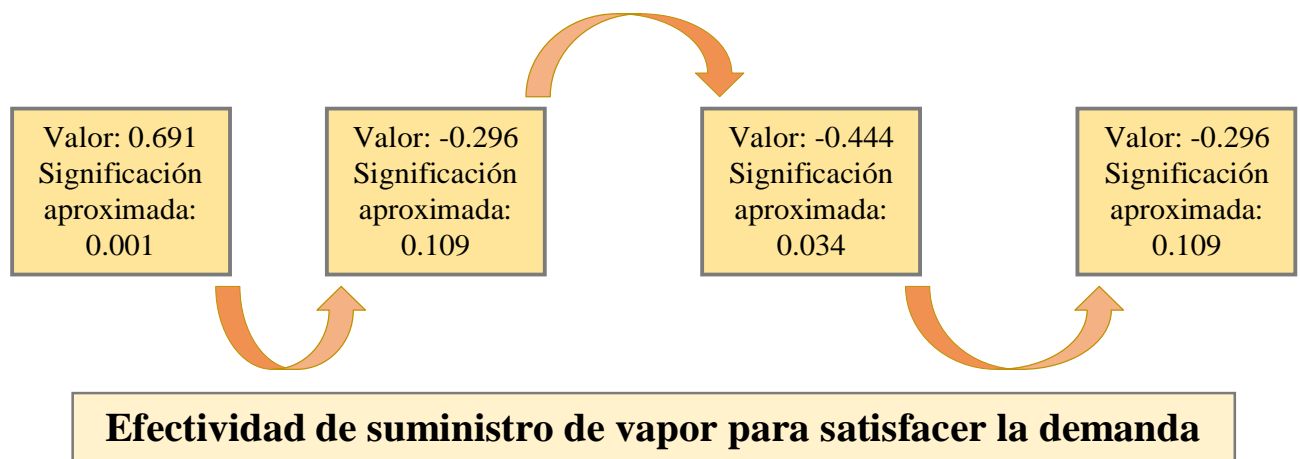 Valor: 0.691
Significación
aproximada:
0.001
Valor: -0.296
Significación
aproximada:
0.109
Valor: -0.444
Significación
aproximada:
0.034
Valor: -0.296
Significación
aproximada:
0.109
Efectividad de suministro de vapor para satisfacer la demanda